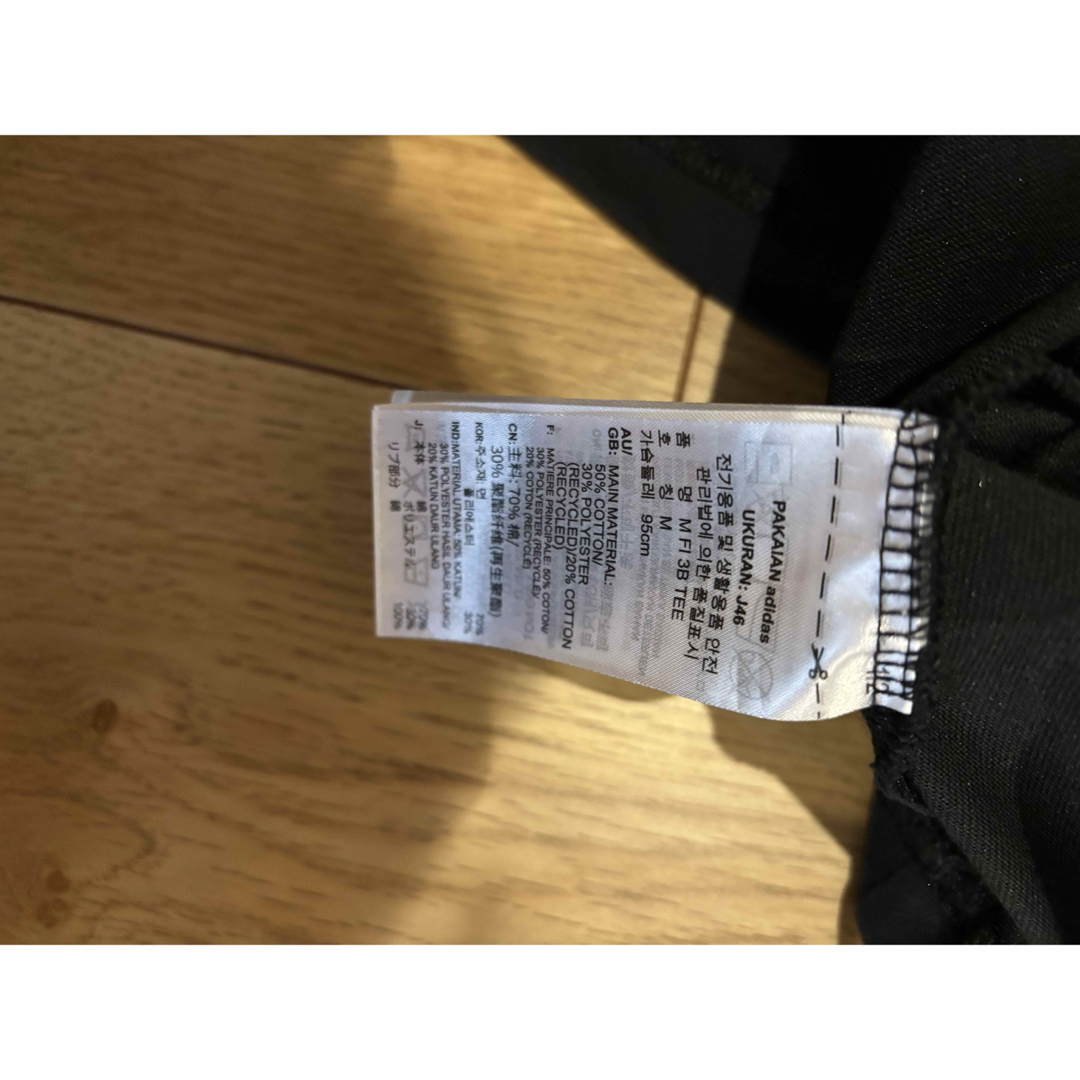 PAKAIAN adidas
UKURAN: J46
전기용품 및 생활용품 안전
관리법에 의한 품질표시
품 명 M FI 3B TEE
호 칭 M
가슴둘레 95cm
AU/
GB: MAIN MATERIAL:
50% COTTON/
30% POLYESTER
(RECYCLED)/20% COTTON
(RECYCLED)
F: MATIERE PRINCIPALE: 50% COTON/
30% POLYESTER (RECYCLE)/
20% COTON (RECYCLE)
CN: 主料: 70% 棉/
30% 聚酯纤维(再生聚酯)
KOR:주소재: 면 70%
폴리에스터 30%
IND:MATERIAL UTAMA:50% KATUN/
30% POLYESTER HASIL DAUR ULANG/
20% KATUN DAUR ULANG
J: 本体 綿 70%
ポリエステル 30%
リブ部分 綿 100%